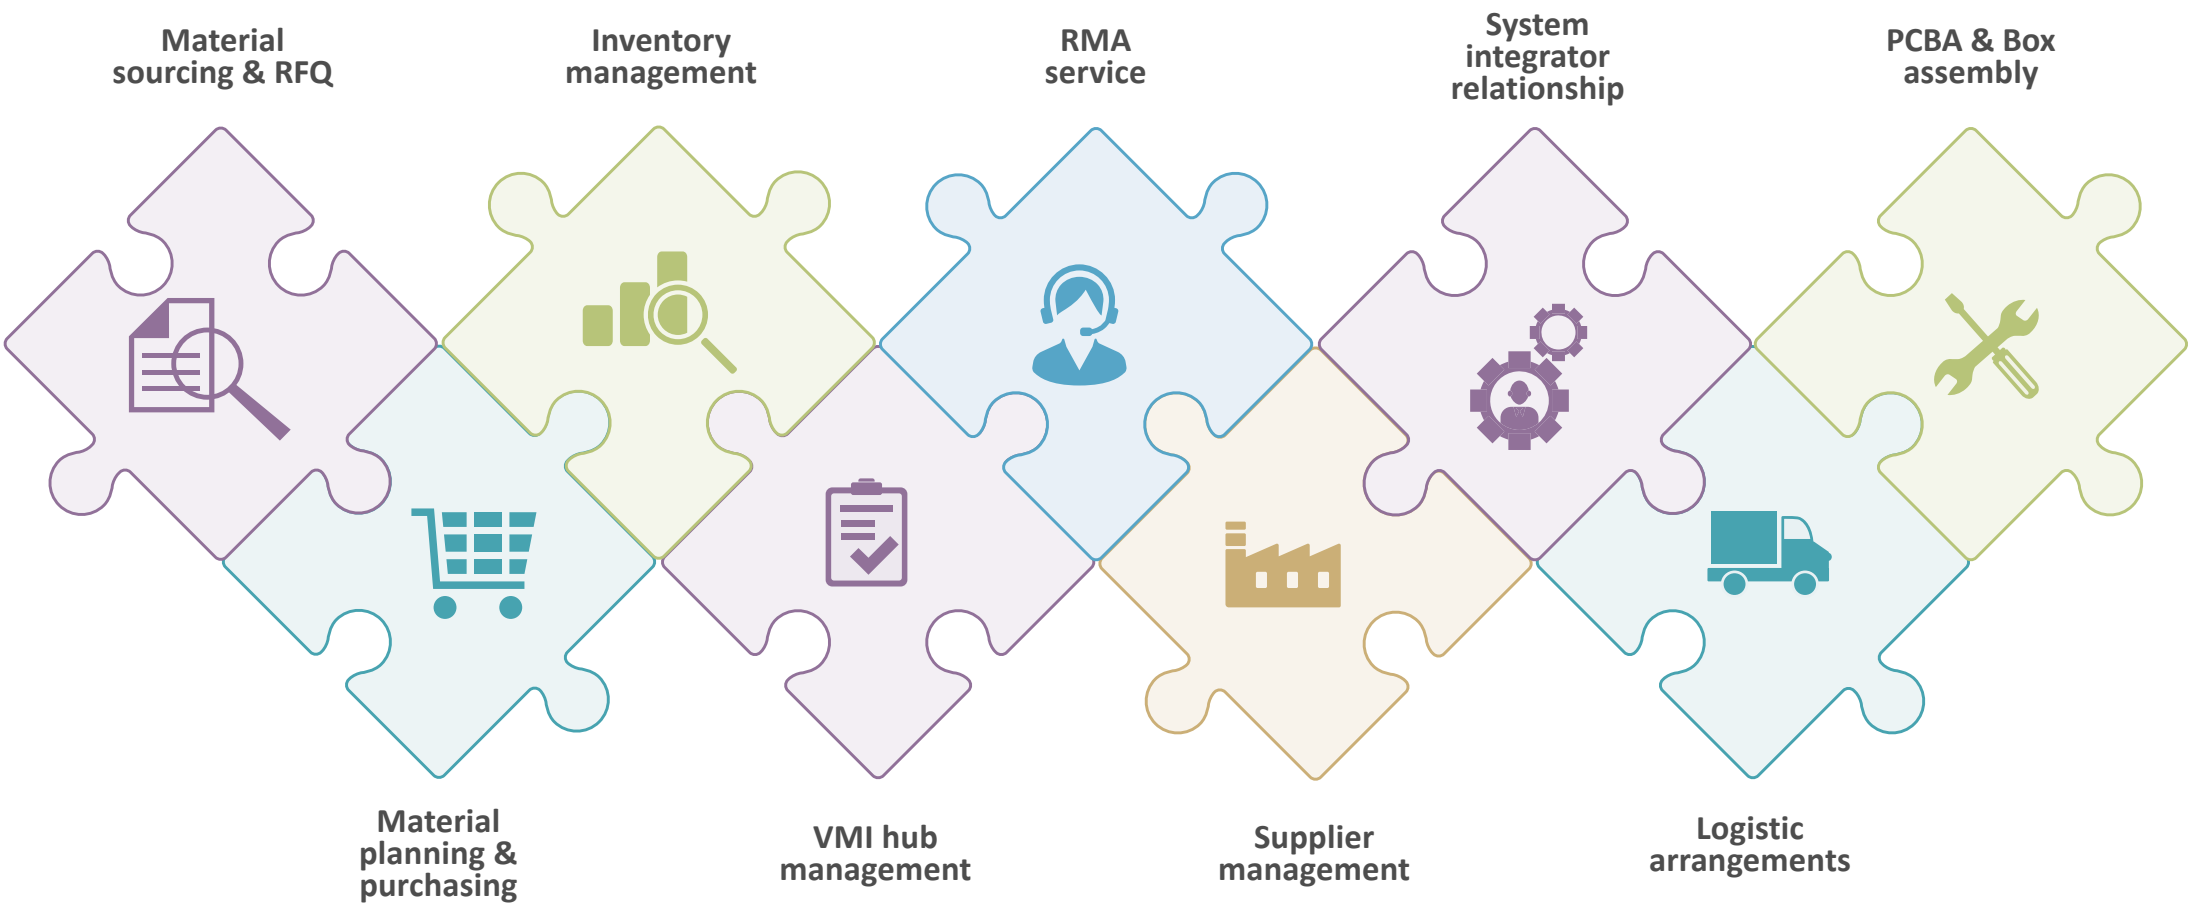 Material
sourcing & RFQ
Inventory
management
RMA
service
System
integrator
relationship
PCBA & Box
assembly
Material
planning &
purchasing
VMI hub
management
Supplier
management
Logistic
arrangements